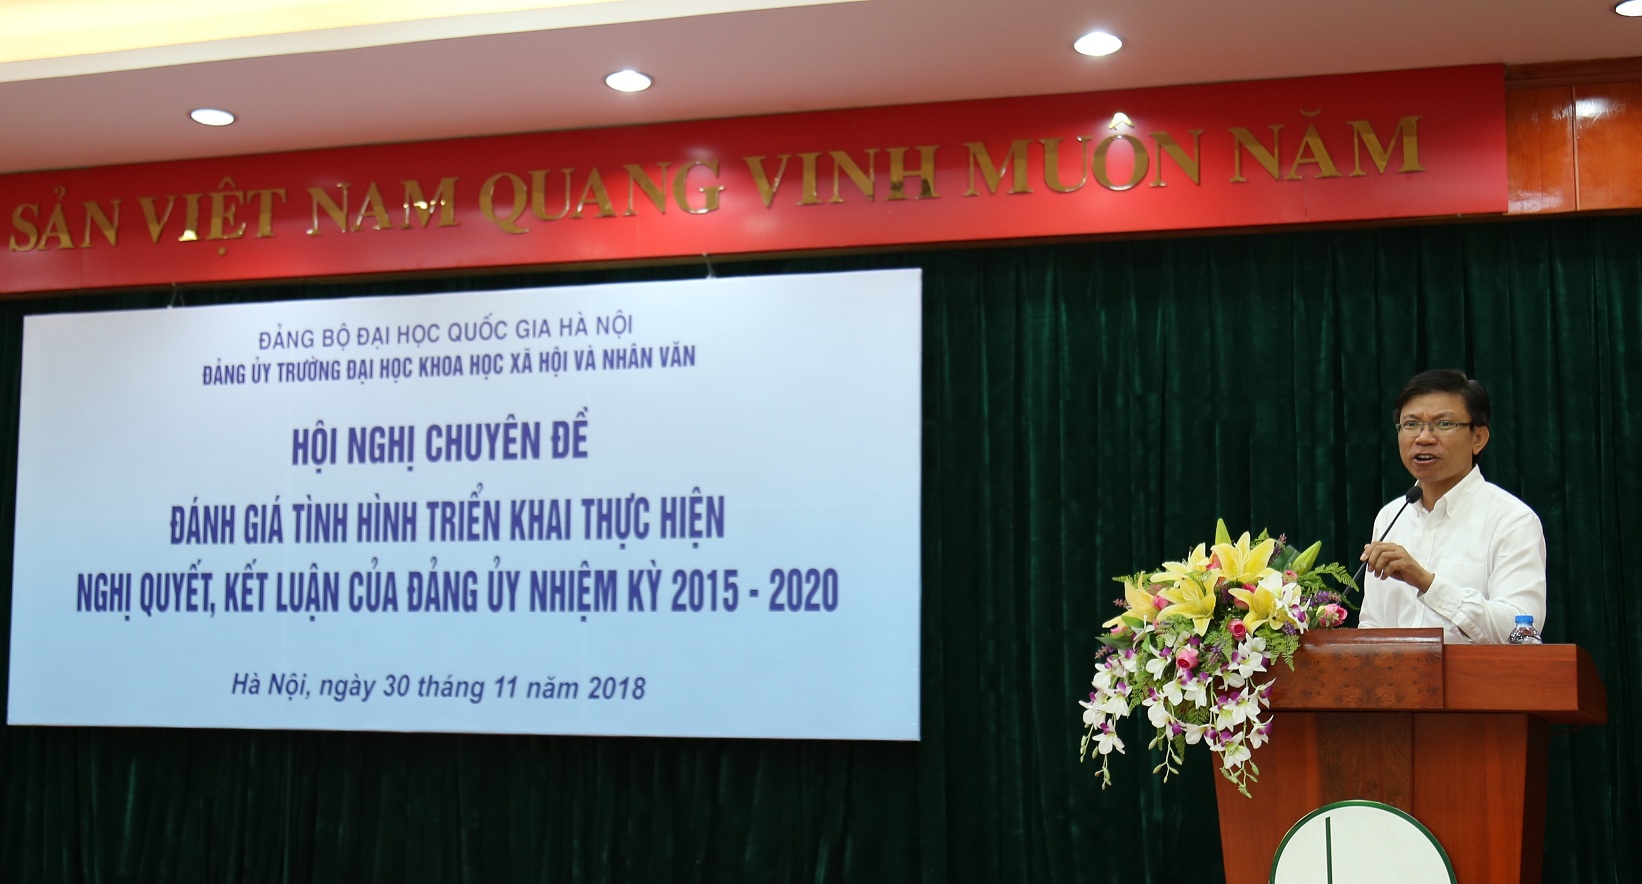 SẢN VIỆT NAM QUANG VINH MUÔN NĂM
ĐẢNG BỘ ĐẠI HỌC QUỐC GIA HÀ NỘI
ĐẢNG ỦY TRƯỜNG ĐẠI HỌC KHOA HỌC XÃ HỘI VÀ NHÂN VĂN
HỘI NGHỊ CHUYÊN ĐỀ
ĐÁNH GIÁ TÌNH HÌNH TRIỂN KHAI THỰC HIỆN
NGHỊ QUYẾT, KẾT LUẬN CỦA ĐẢNG ỦY NHIỆM KỲ 2015 - 2020
Hà Nội, ngày 30 tháng 11 năm 2018